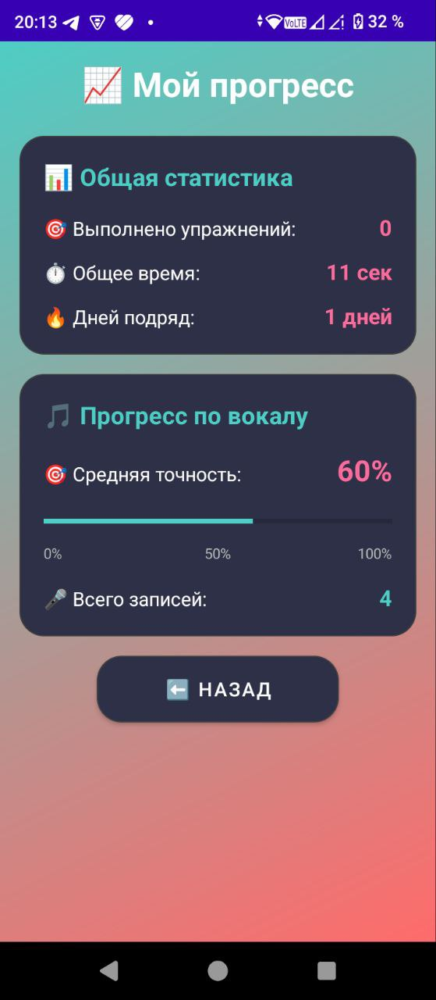 20:13 VoLTE 32 %
📈 Мой прогресс
📊 Общая статистика
🎯 Выполнено упражнений: 0
⏱️ Общее время: 11 сек
🔥 Дней подряд: 1 дней
🎵 Прогресс по вокалу
🎯 Средняя точность: 60%
0% 50% 100%
🎤 Всего записей: 4
⬅️ НАЗАД